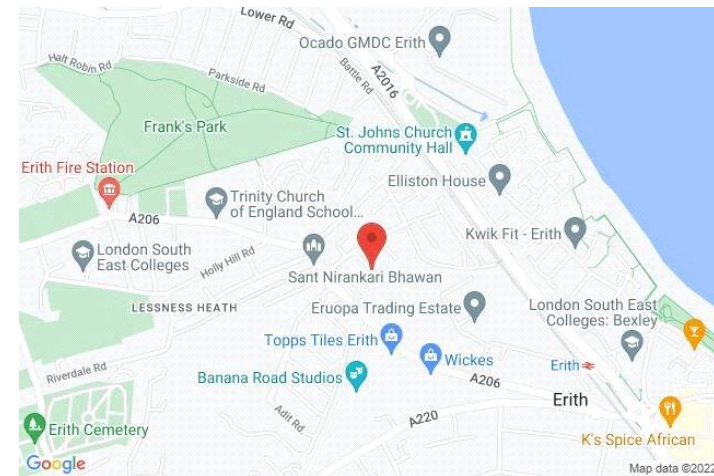 Lower Rd
Ocado GMDC Erith
A2016
Battle Rd
Halt Robin Rd
Parkside Rd
Frank's Park
St. Johns Church
Community Hall
Erith Fire Station
Elliston House
Trinity Church
of England School...
A206
Kwik Fit - Erith
London South
East Colleges
Holly Hill Rd
Sant Nirankari Bhawan
LESSNESS HEATH
Eruopa Trading Estate
London South East
Colleges: Bexley
Topps Tiles Erith
Wickes
Erith
Riverdale Rd
Banana Road Studios
A206
Erith
Adit Rd.
A220
Erith Cemetery
K's Spice African
Google
Map data ©2022